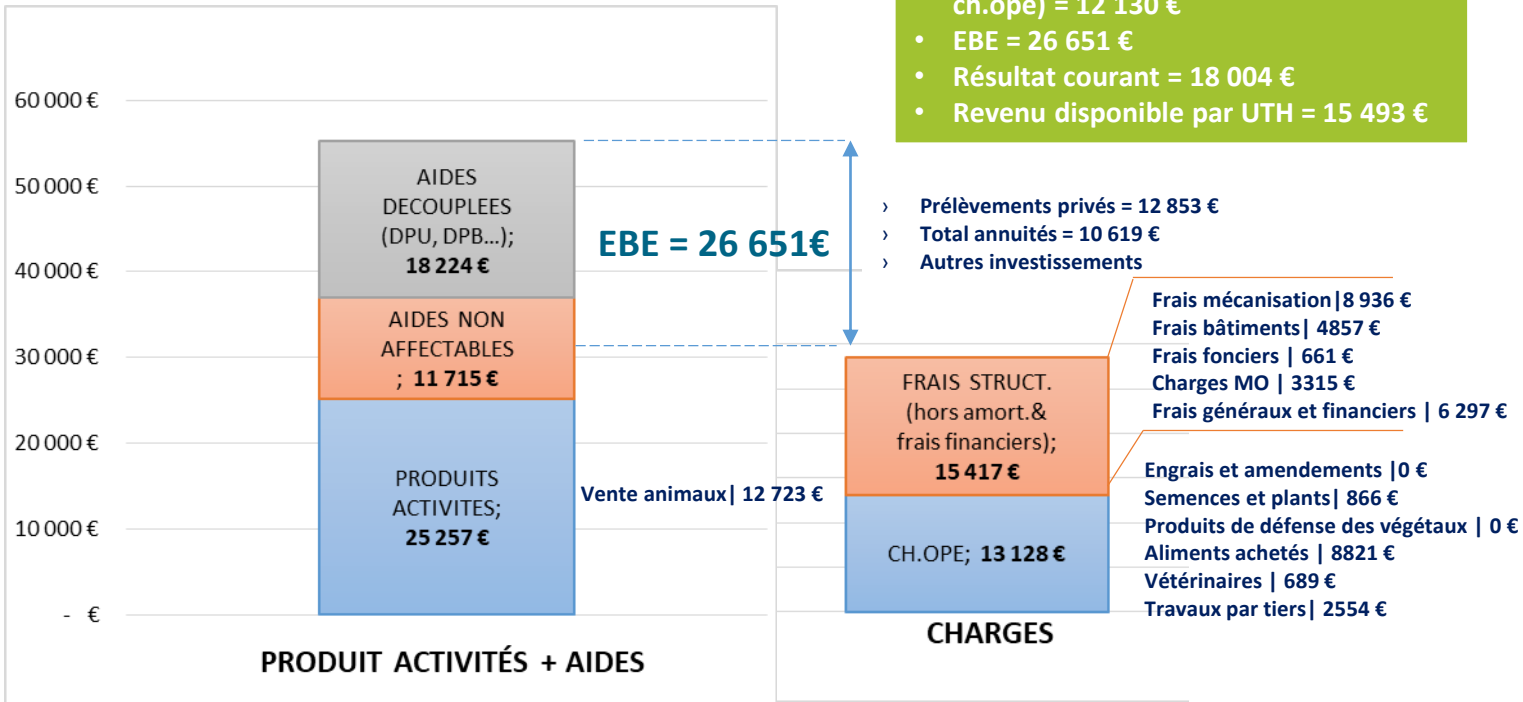 ch.ope) = 12 130 €
• EBE = 26 651 €
• Résultat courant = 18 004 €
• Revenu disponible par UTH = 15 493 €
60 000 €
50 000 €
40 000 €
30 000 €
20 000 €
10 000 €
- €
AIDES
DECOUPLEES
(DPU, DPB...);
18 224 €
AIDES NON
AFFECTABLES
; 11 715 €
PRODUITS
ACTIVITES;
25 257 €
PRODUIT ACTIVITÉS + AIDES
EBE = 26 651€
Vente animaux| 12 723 €
› Prélèvements privés = 12 853 €
› Total annuités = 10 619 €
› Autres investissements
FRAIS STRUCT.
(hors amort.&
frais financiers);
15 417 €
CH.OPE; 13 128 €
CHARGES
Frais mécanisation|8 936 €
Frais bâtiments| 4857 €
Frais fonciers | 661 €
Charges MO | 3315 €
Frais généraux et financiers | 6 297 €
Engrais et amendements |0 €
Semences et plants| 866 €
Produits de défense des végétaux | 0 €
Aliments achetés | 8821 €
Vétérinaires | 689 €
Travaux par tiers| 2554 €